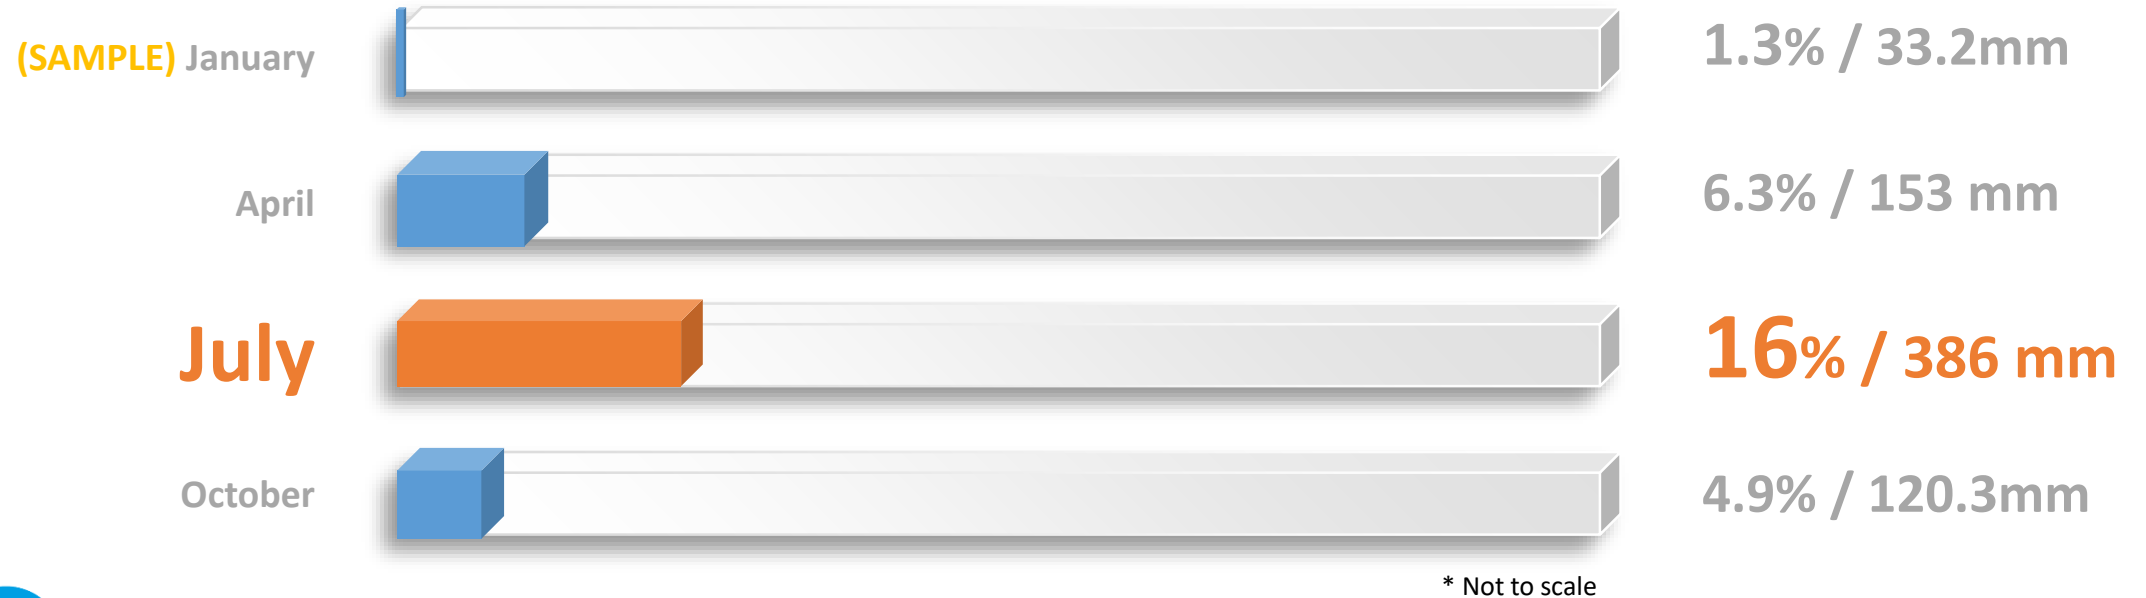 (SAMPLE) January 1.3% / 33.2mm
April 6.3% / 153 mm
July 16% / 386 mm
October 4.9% / 120.3mm
* Not to scale